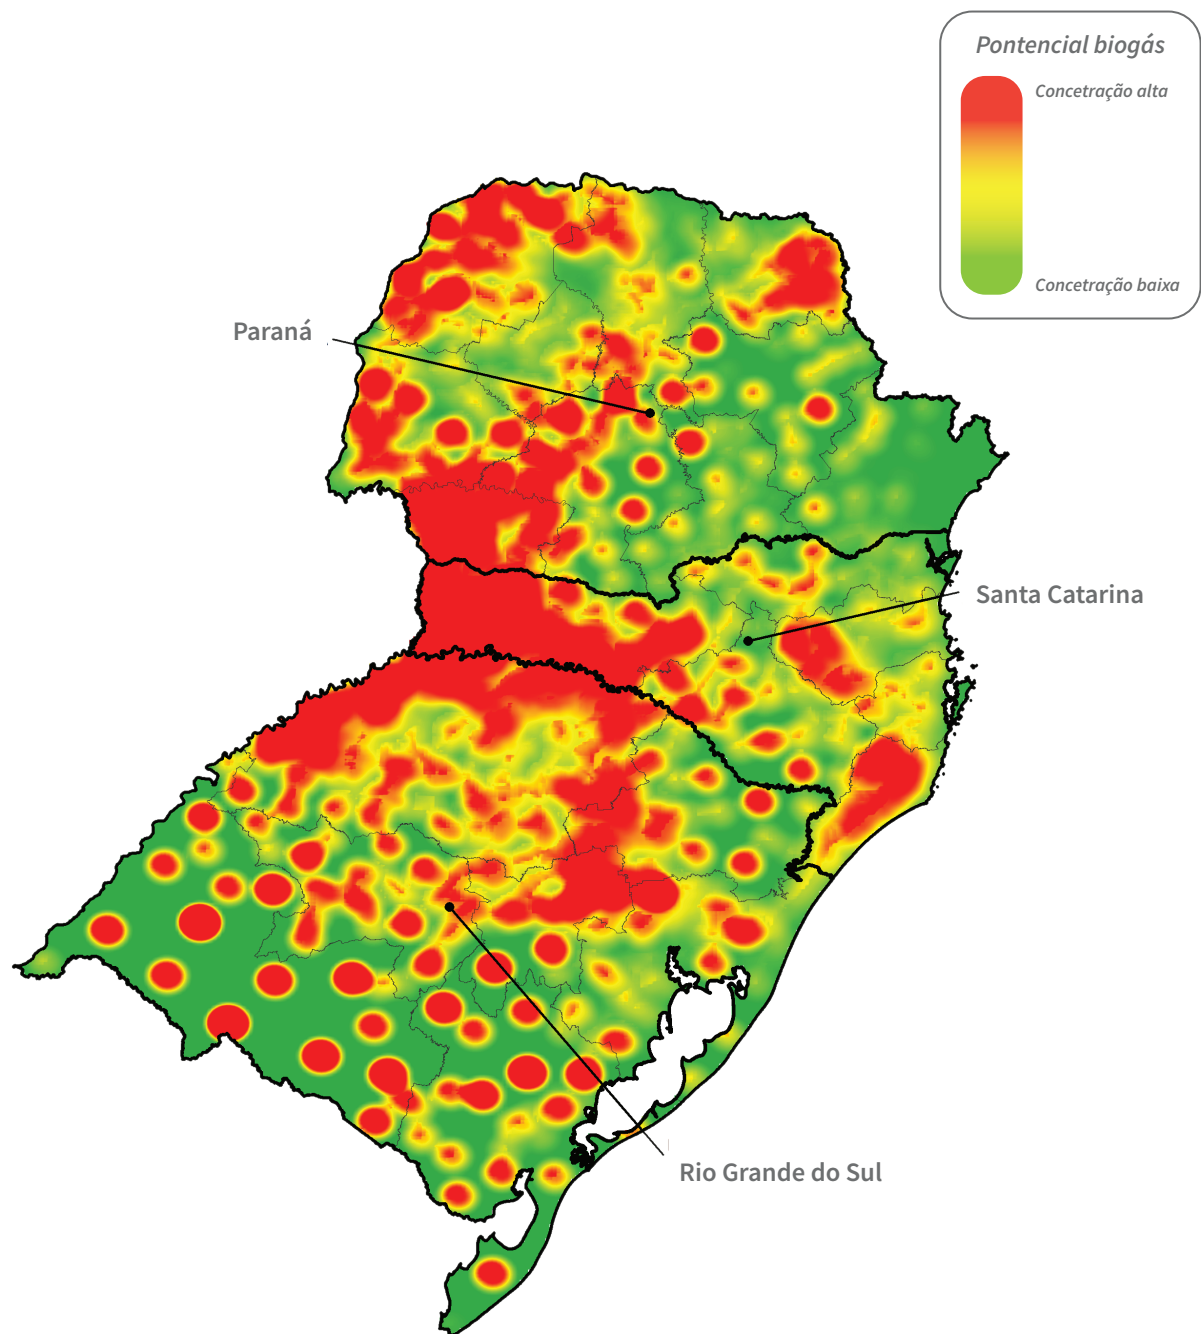 Pontencial biogás
Concetração alta
Concetração baixa
Paraná
Santa Catarina
Rio Grande do Sul